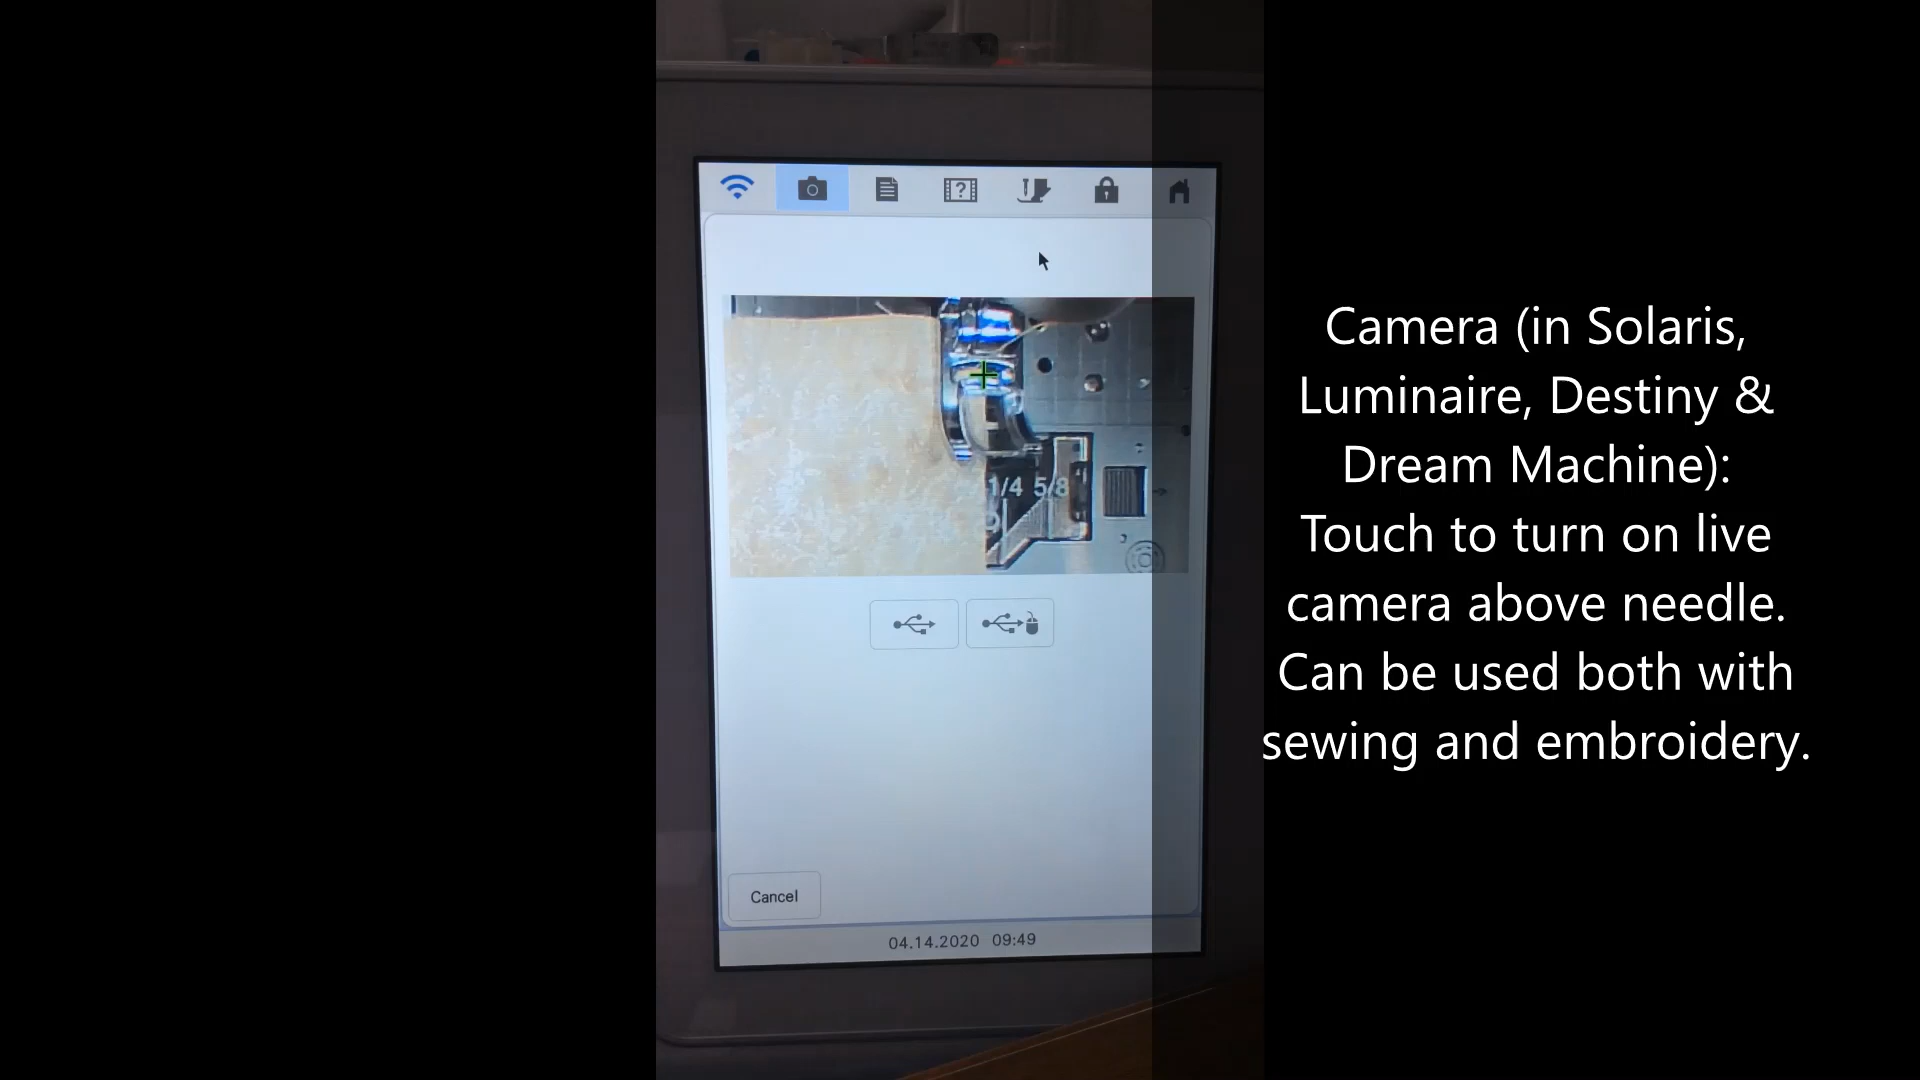 ?
1/4 5/8
Cancel
04.14.2020 09:49
Camera (in Solaris,
Luminaire, Destiny &
Dream Machine):
Touch to turn on live
camera above needle.
Can be used both with
sewing and embroidery.